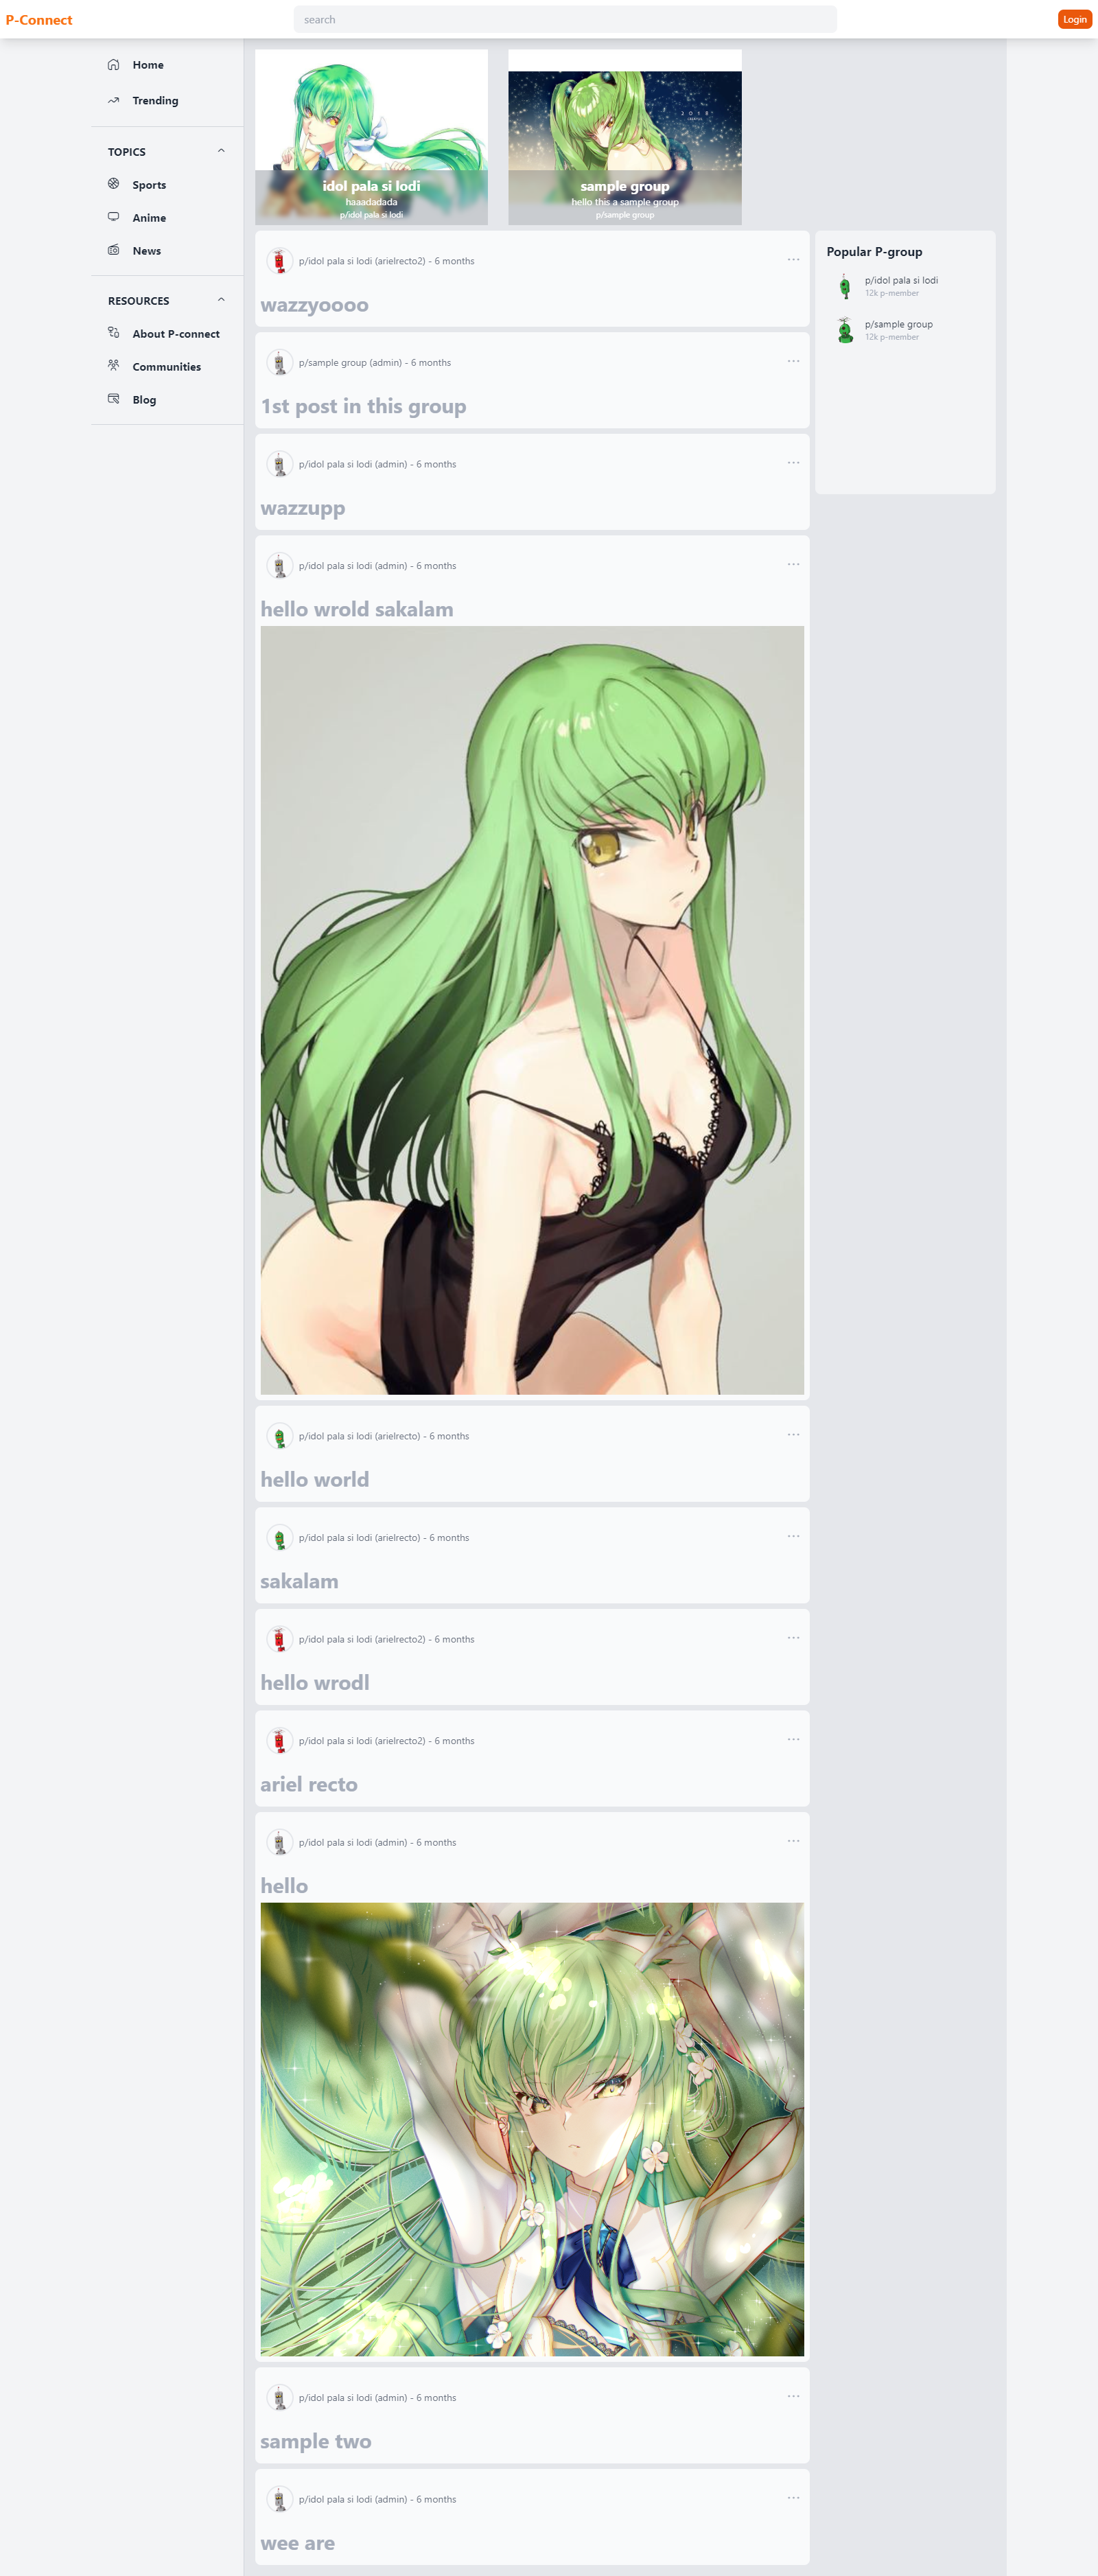 P-Connect
search
Login
Home
Trending
TOPICS
Sports
Anime
News
RESOURCES
About P-connect
Communities
Blog
idol pala si lodi
haaadadada
p/idol pala si lodi
sample group
hello this a sample group
p/sample group
p/idol pala si lodi (arielrecto2) - 6 months
wazzyoooo
p/sample group (admin) - 6 months
1st post in this group
p/idol pala si lodi (admin) - 6 months
wazzupp
p/idol pala si lodi (admin) - 6 months
hello wrold sakalam
p/idol pala si lodi (arielrecto) - 6 months
hello world
p/idol pala si lodi (arielrecto) - 6 months
sakalam
p/idol pala si lodi (arielrecto2) - 6 months
hello wrodl
p/idol pala si lodi (arielrecto2) - 6 months
ariel recto
p/idol pala si lodi (admin) - 6 months
hello
p/idol pala si lodi (admin) - 6 months
sample two
p/idol pala si lodi (admin) - 6 months
wee are
Popular P-group
p/idol pala si lodi
12k p-member
p/sample group
12k p-member